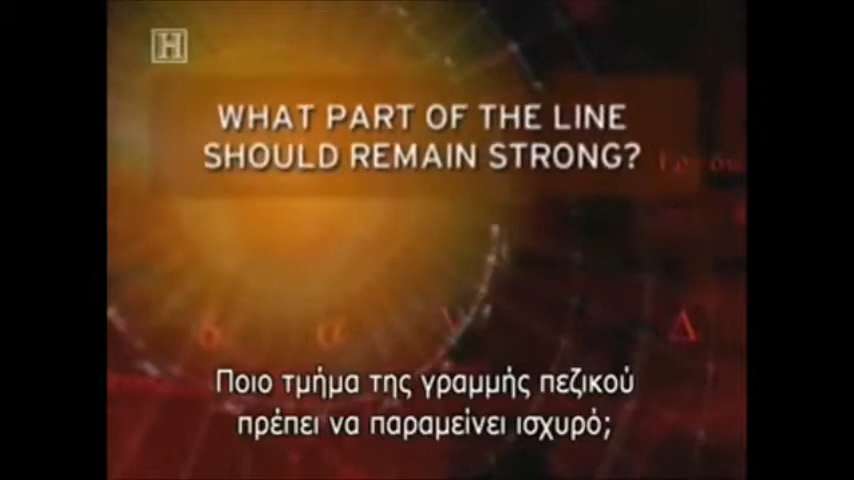 H
WHAT PART OF THE LINE
SHOULD REMAIN STRONG?
σ α λ Δ
Ποιο τμήμα της γραμμής πεζικού
πρέπει να παραμείνει ισχυρό;